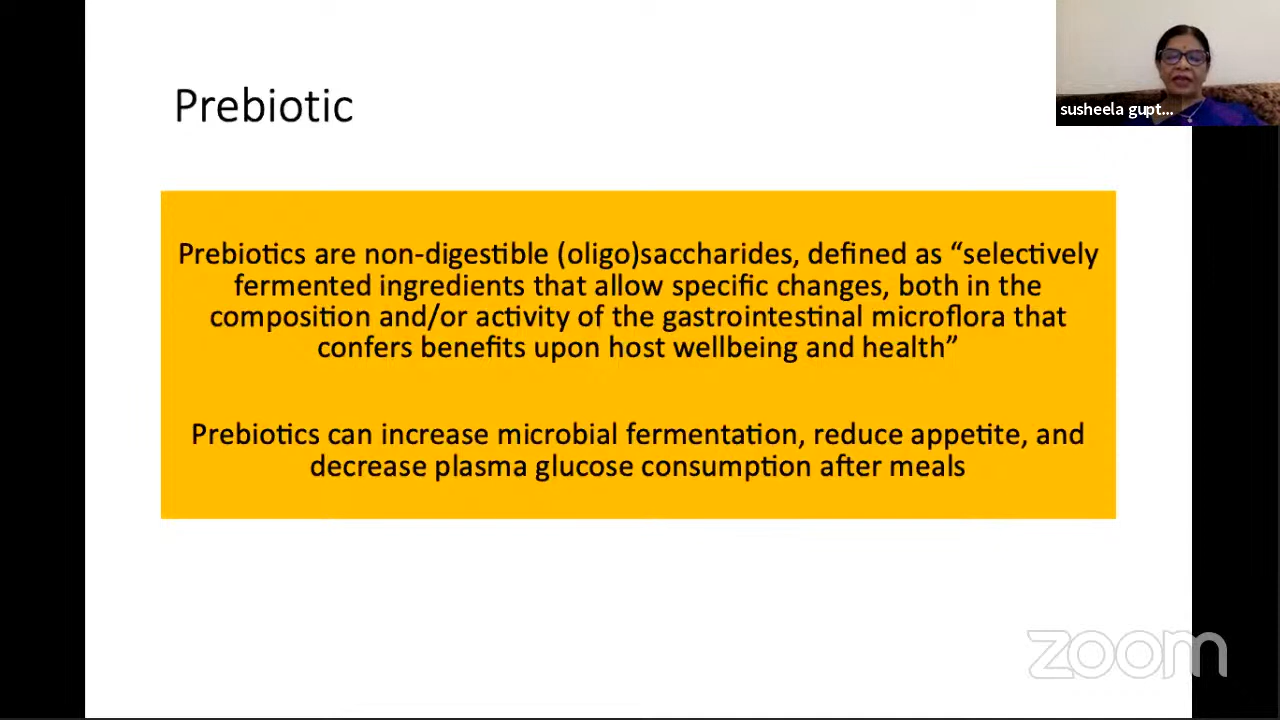 Prebiotic
susheela gupt...
Prebiotics are non-digestible (oligo)saccharides, defined as “selectively
fermented ingredients that allow specific changes, both in the
composition and/or activity of the gastrointestinal microflora that
confers benefits upon host wellbeing and health”
Prebiotics can increase microbial fermentation, reduce appetite, and
decrease plasma glucose consumption after meals
zoom